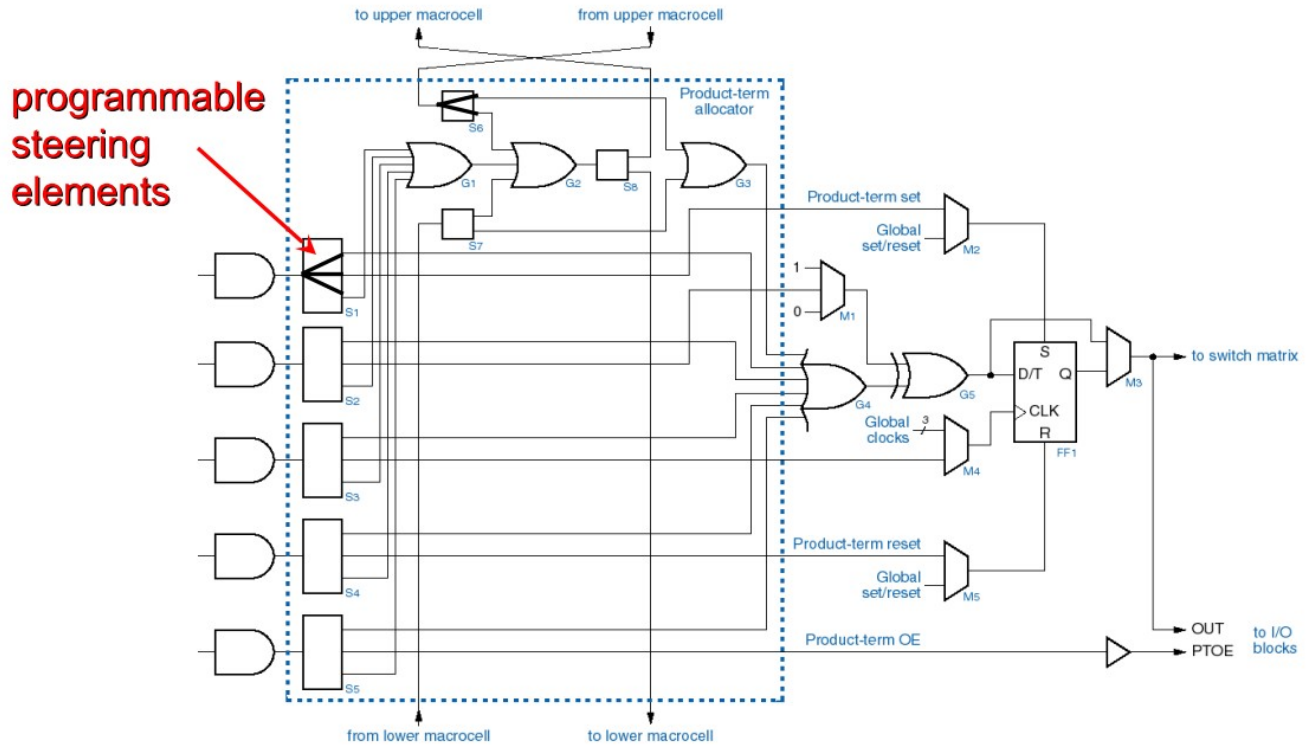 to upper macrocell
from upper macrocell
programmable
steering
elements
Product-term
allocator
S6
G1
G2
S8
G3
S7
Product-term set
Global
set/reset
M2
1
0
M1
S1
S2
S3
S4
S5
G4
G5
S
D/T
Q
CLK
R
FF1
M3
to switch matrix
Global
clocks
3
M4
Product-term reset
Global
set/reset
M5
Product-term OE
OUT
PTOE
to I/O
blocks
from lower macrocell
to lower macrocell